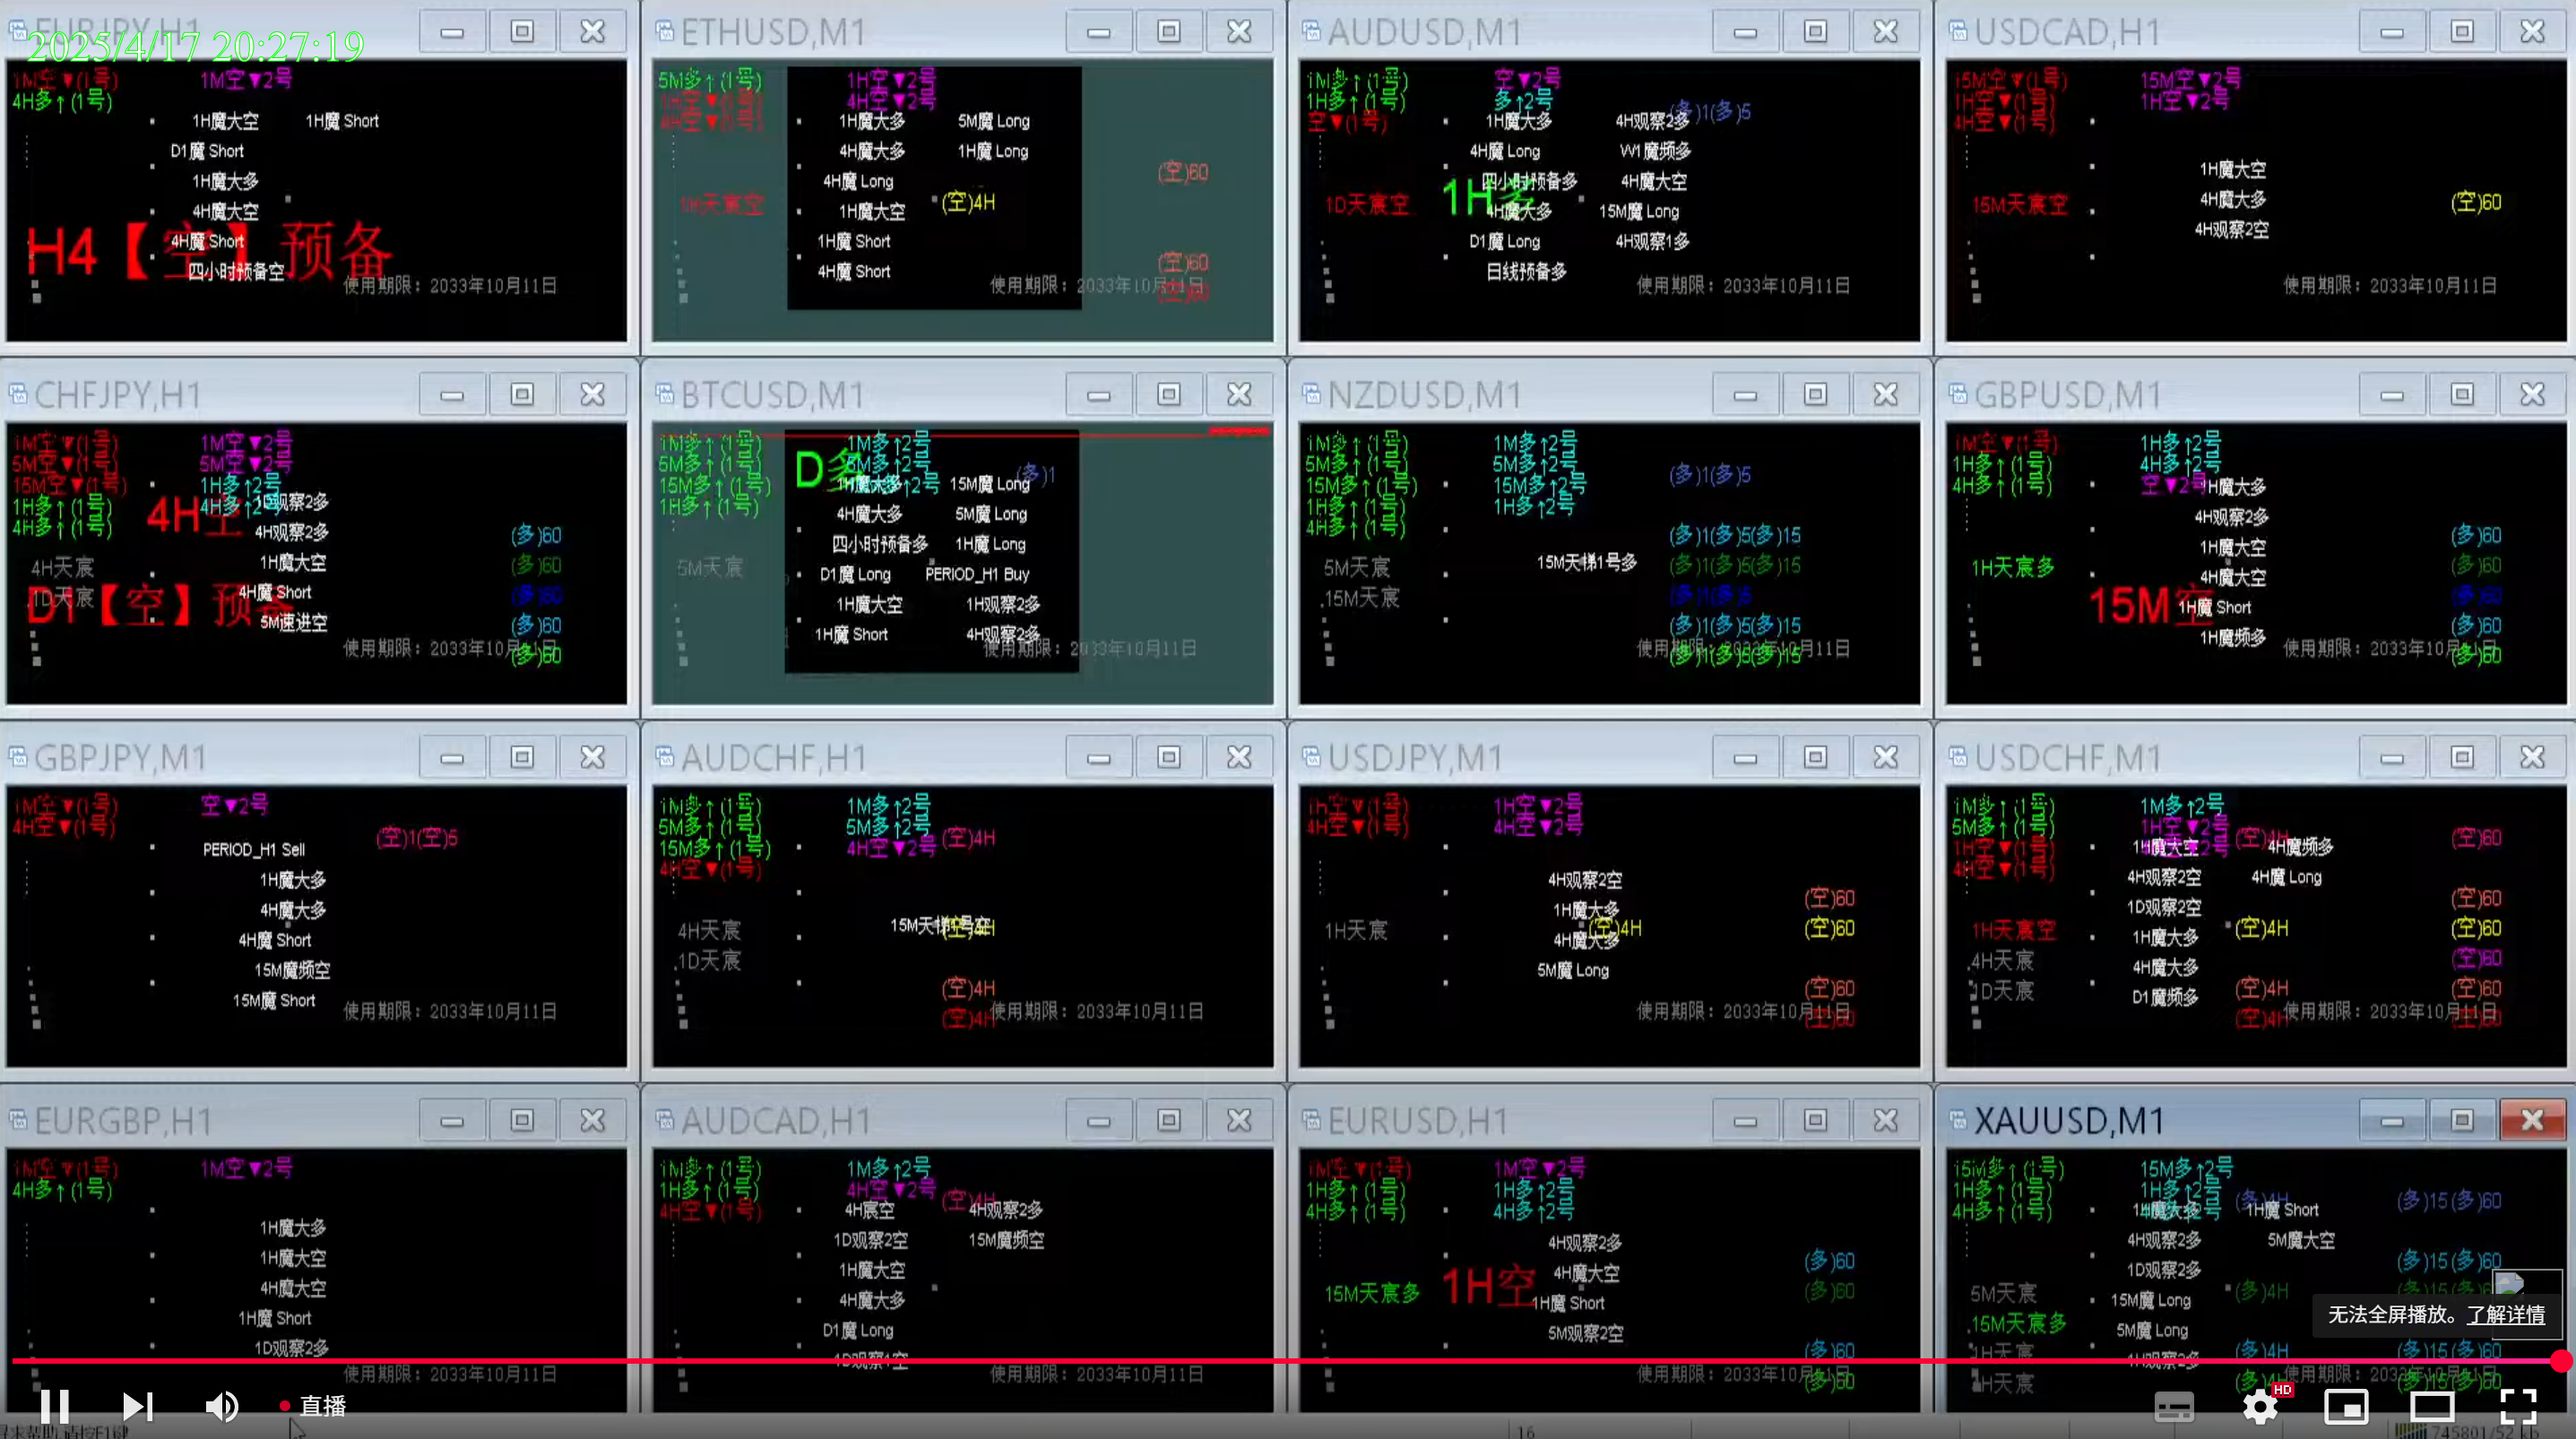 EURJPY,H1
2025/4/17 20:27:19
1M空▼(1号)
4H多↑(1号)
1M空▼2号
1H魔大空
1H魔 Short
D1魔 Short
1H魔大多
4H魔大空
4H魔 Short
H4【空】预备
四小时预备空
使用期限：2033年10月11日
ETHUSD,M1
5M多↑(1号)
1H空▼(1号)
4H空▼(1号)
1H空▼2号
4H空▼2号
1H魔大多
5M魔 Long
4H魔大多
1H魔 Long
4H魔 Long
(空)60
1H天宸空
1H魔大空
(空)4H
1H魔 Short
4H魔 Short
(空)60
(空)60
使用期限：2033年10月11日
AUDUSD,M1
1M多↑(1号)
1H多↑(1号)
空▼(1号)
空▼2号
多↑2号
(多)1(多)5
1H魔大多
4H观察2多
4H魔 Long
W1魔频多
四小时预备多
4H魔大空
1D天宸空
1H多
4H魔大多
15M魔 Long
D1魔 Long
4H观察1多
日线预备多
使用期限：2033年10月11日
USDCAD,H1
15M空▼(1号)
1H空▼(1号)
4H空▼(1号)
15M空▼2号
1H空▼2号
1H魔大空
4H魔大多
4H观察2空
15M天宸空
(空)60
使用期限：2033年10月11日
CHFJPY,H1
1M空▼(1号)
5M空▼(1号)
15M空▼(1号)
1H多↑(1号)
4H多↑(1号)
1M空▼2号
5M空▼2号
1H多↑2号
4H多↑2号
4H空
4H观察2多
1H魔大空
4H魔 Short
5M速进空
4H天宸
1D天宸
D1【空】预备
(多)60
(多)60
(多)60
(多)60
(多)60
使用期限：2033年10月11日
BTCUSD,M1
1M多↑(1号)
5M多↑(1号)
15M多↑(1号)
1H多↑(1号)
1M多↑2号
5M多↑2号
D多
(多)1
1H魔大多
15M魔 Long
4H魔大多
5M魔 Long
四小时预备多
1H魔 Long
5M天宸
D1魔 Long
PERIOD_H1 Buy
1H魔大空
1H观察2多
1H魔 Short
4H观察2多
使用期限：2033年10月11日
NZDUSD,M1
1M多↑(1号)
5M多↑(1号)
15M多↑(1号)
1H多↑(1号)
4H多↑(1号)
1M多↑2号
5M多↑2号
15M多↑2号
1H多↑2号
(多)1(多)5
(多)1(多)5(多)15
15M天梯1号多
(多)1(多)5(多)15
5M天宸
15M天宸
(多)1(多)5
(多)1(多)5(多)15
(多)1(多)5(多)15
使用期限：2033年10月11日
GBPUSD,M1
1M空▼(1号)
1H多↑(1号)
4H多↑(1号)
1H多↑2号
4H多↑2号
空▼2号
1H魔大多
4H观察2多
1H魔大空
4H魔大空
1H天宸多
15M空
1H魔 Short
1H魔频多
(多)60
(多)60
(多)60
(多)60
(多)60
使用期限：2033年10月11日
GBPJPY,M1
1M空▼(1号)
4H空▼(1号)
空▼2号
(空)1(空)5
PERIOD_H1 Sell
1H魔大多
4H魔大多
4H魔 Short
15M魔频空
15M魔 Short
使用期限：2033年10月11日
AUDCHF,H1
1M多↑(1号)
5M多↑(1号)
15M多↑(1号)
4H空▼(1号)
1M多↑2号
5M多↑2号
4H空▼2号
(空)4H
(空)4H
4H天宸
1D天宸
(空)4H
(空)4H
使用期限：2033年10月11日
USDJPY,M1
1h空▼(1号)
4H空▼(1号)
1H空▼2号
4H空▼2号
4H观察2空
1H魔大多
(空)60
1H天宸
(空)4H
(空)60
4H魔大多
5M魔 Long
(空)60
(空)60
使用期限：2033年10月11日
USDCHF,M1
1M多↑(1号)
5M多↑(1号)
1H空▼(1号)
4H空▼(1号)
1M多↑2号
1H空▼2号
(空)4H
(空)60
1H魔大空
4H魔频多
4H观察2空
4H魔 Long
1D观察2空
(空)60
1H天宸空
1H魔大多
(空)4H
(空)60
4H天宸
4H魔大多
(空)60
1D天宸
D1魔频多
(空)4H
(空)60
(空)4H
(空)60
使用期限：2033年10月11日
EURGBP,H1
1M空▼(1号)
4H多↑(1号)
1M空▼2号
1H魔大多
1H魔大空
4H魔大空
1H魔 Short
1D观察2多
使用期限：2033年10月11日
AUDCAD,H1
1M多↑(1号)
1H多↑(1号)
4H空▼(1号)
1M多↑2号
4H空▼2号
(空)4H
4H宸空
4H观察2多
1D观察2空
15M魔频空
1H魔大空
4H魔大多
D1魔 Long
1D观察1空
使用期限：2033年10月11日
EURUSD,H1
1M空▼(1号)
1H多↑(1号)
4H多↑(1号)
1M空▼2号
1H多↑2号
4H多↑2号
4H观察2多
(多)60
4H魔大空
15M天宸多
1H空
(多)60
1H魔 Short
5M观察2空
(多)60
(多)60
使用期限：2033年10月11日
XAUUSD,M1
15M多↑(1号)
1H多↑(1号)
4H多↑(1号)
15M多↑2号
1H多↑2号
(多)4H
(多)15(多)60
1H魔 Short
4H观察2多
5M魔大空
1D观察2多
(多)15(多)60
5M天宸
(多)4H
15M魔 Long
15M天宸多
5M魔 Long
1H天宸
(多)4H
(多)15(多)60
4H天宸
(多)4H
使用期限：2033年10月11日
无法全屏播放。了解详情
直播
HD
16
745801/52 kb